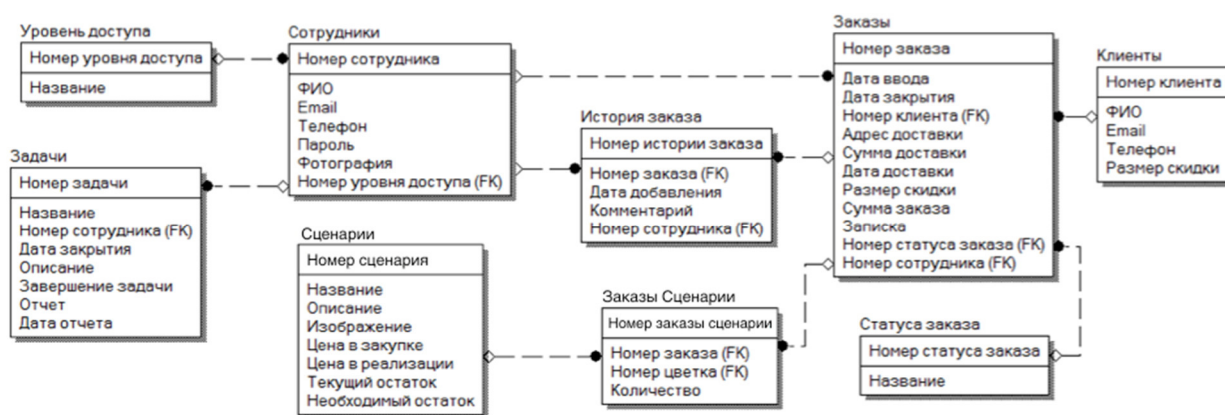 Уровень доступа
Номер уровня доступа
Название
Сотрудники
Номер сотрудника
ФИО
Email
Телефон
Пароль
Фотография
Номер уровня доступа (FK)
Задачи
Номер задачи
Название
Номер сотрудника (FK)
Дата закрытия
Описание
Завершение задачи
Отчет
Дата отчета
История заказа
Номер истории заказа
Номер заказа (FK)
Дата добавления
Комментарий
Номер сотрудника (FK)
Сценарии
Номер сценария
Название
Описание
Изображение
Цена в закупке
Цена в реализации
Текущий остаток
Необходимый остаток
Заказы Сценарии
Номер заказы сценарии
Номер заказа (FK)
Номер цветка (FK)
Количество
Заказы
Номер заказа
Дата ввода
Дата закрытия
Номер клиента (FK)
Адрес доставки
Сумма доставки
Дата доставки
Размер скидки
Сумма заказа
Записка
Номер статуса заказа (FK)
Номер сотрудника (FK)
Клиенты
Номер клиента
ФИО
Email
Телефон
Размер скидки
Статуса заказа
Номер статуса заказа
Название